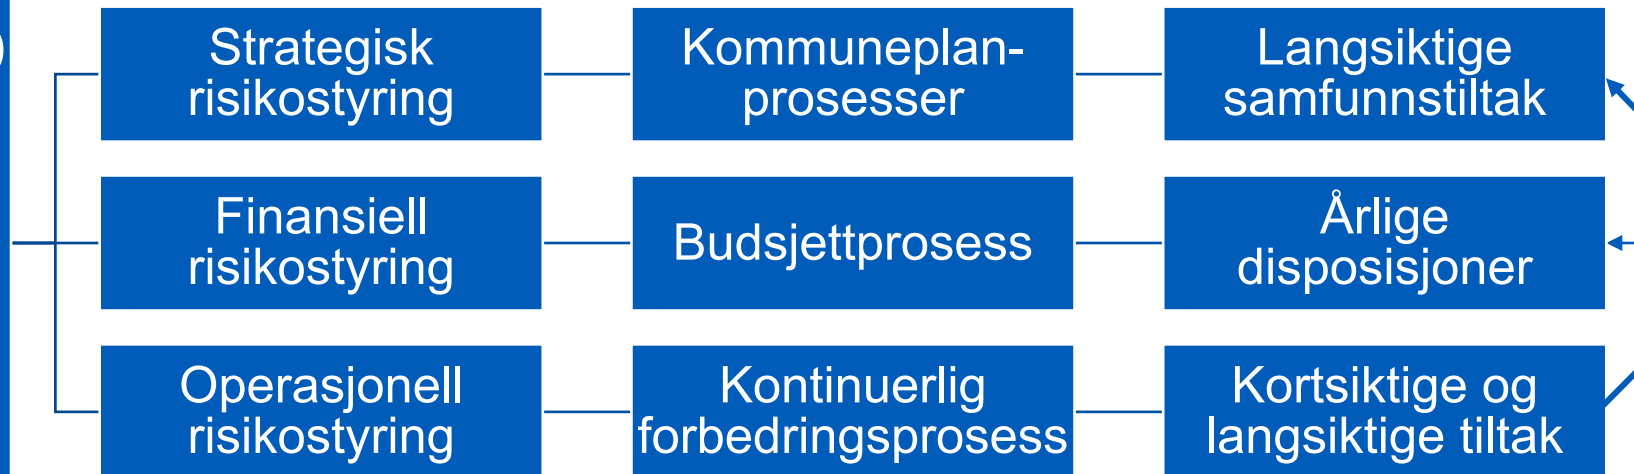 Strategisk
risikostyring
Kommuneplan-
prosesser
Langsiktige
samfunnstiltak
Finansiell
risikostyring
Budsjettprosess
Årlige
disposisjoner
Operasjonell
risikostyring
Kontinuerlig
forbedringsprosess
Kortsiktige og
langsiktige tiltak